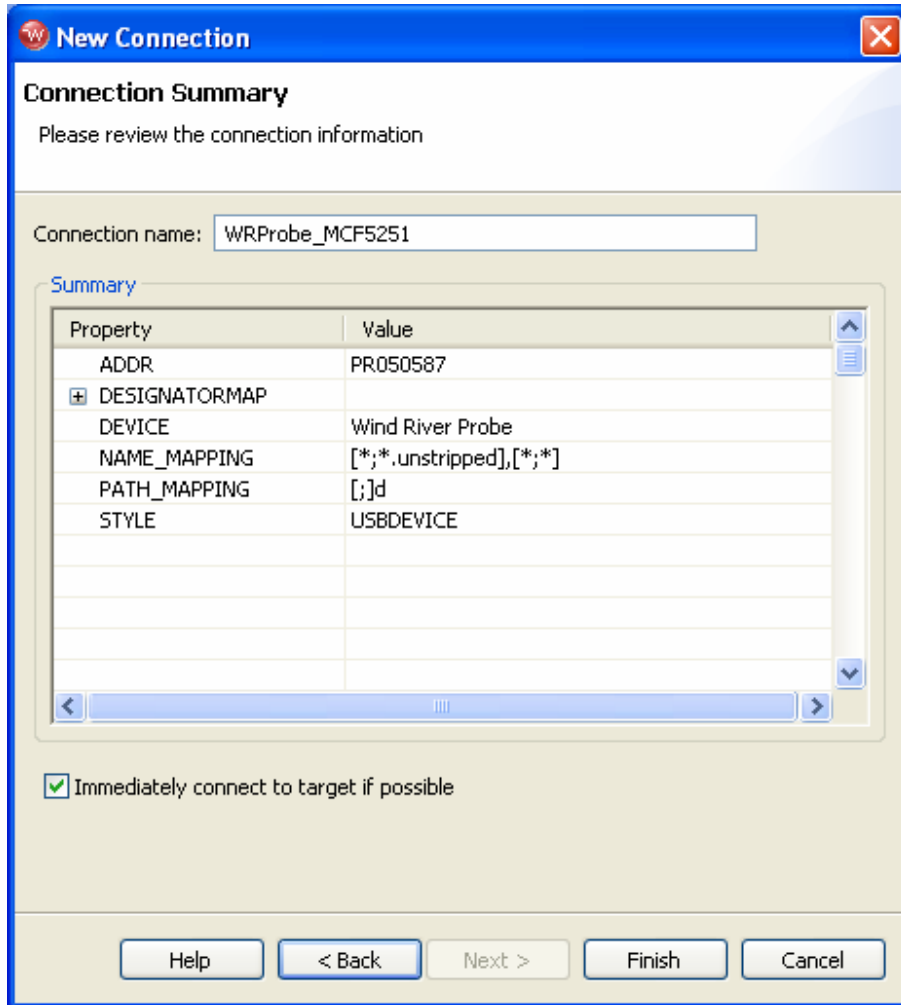 New Connection
Connection Summary
Please review the connection information
Connection name: WRProbe_MCF5251
Summary
Property Value
ADDR PR050587
DESIGNATORMAP
DEVICE Wind River Probe
NAME_MAPPING [*;*.unstripped],[*;*]
PATH_MAPPING [;]d
STYLE USBDEVICE
Immediately connect to target if possible
Help < Back Next > Finish Cancel